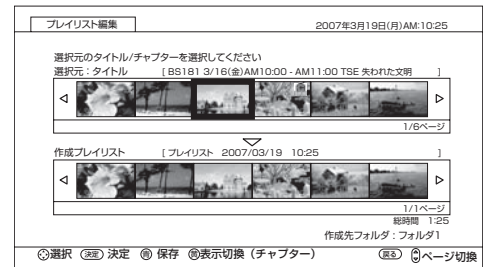 プレイリスト編集 2007年3月19日(月)AM:10:25
選択元のタイトル/チャプターを選択してください
選択元：タイトル [ BS181 3/16(金)AM10:00 - AM11:00 TSE 失われた文明 ]
1/6ページ
作成プレイリスト [ プレイリスト 2007/03/19 10:25 ]
1/1ページ
総時間 1:25
作成先フォルダ：フォルダ1
選択 決定 決定 青 保存 黄 表示切換（チャプター） 戻る ページ切換